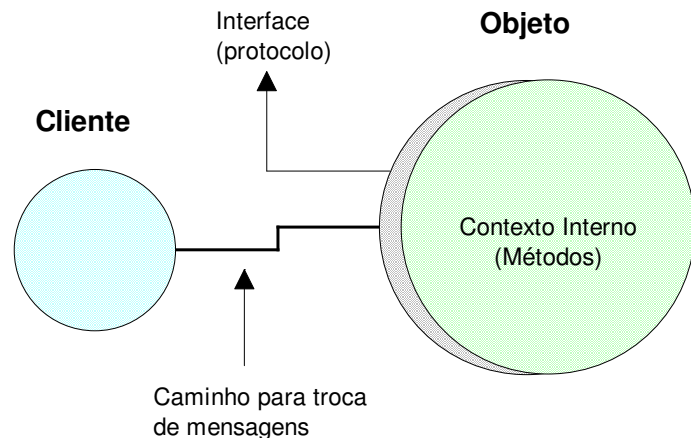 Interface
(protocolo)
Objeto
Cliente
Contexto Interno
(Métodos)
Caminho para troca
de mensagens